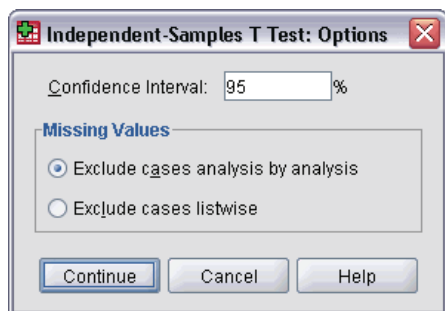 Independent-Samples T Test: Options
Confidence Interval: 95 %
Missing Values
Exclude cases analysis by analysis
Exclude cases listwise
Continue Cancel Help